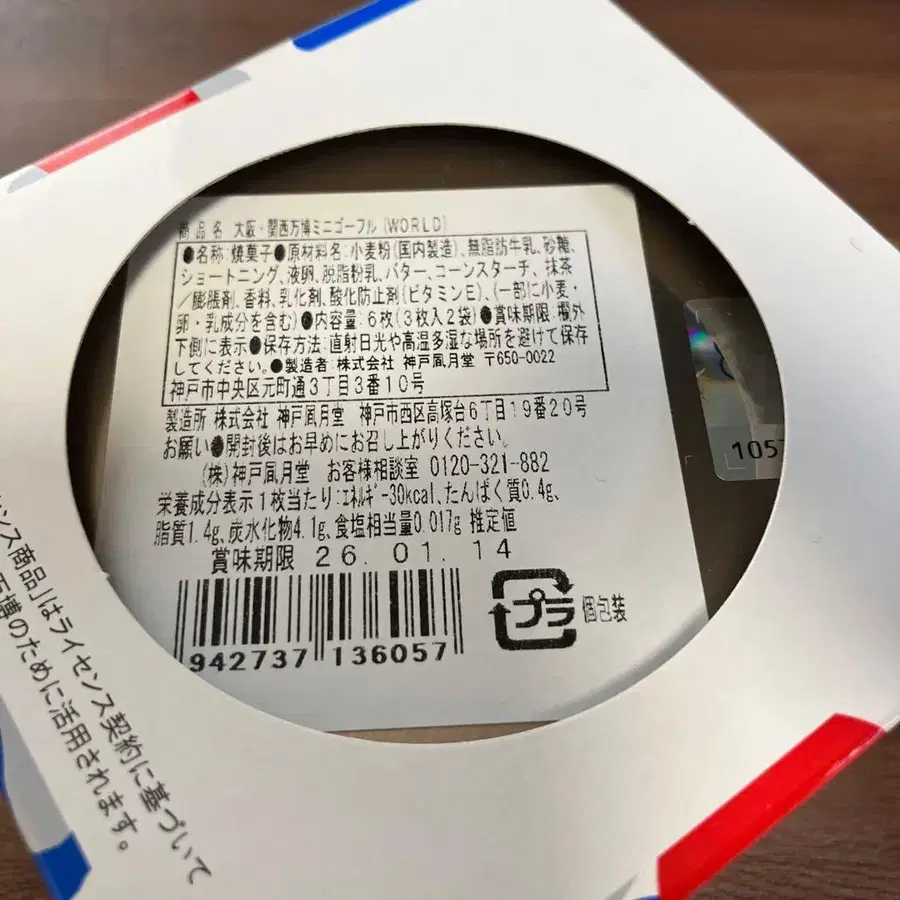 商品名 大阪・関西万博ミニゴーフル(WORLD)
●名称:焼菓子●原材料名:小麦粉(国内製造)、無脂肪牛乳、砂糖、
ショートニング、液卵、脱脂粉乳、バター、コーンスターチ、抹茶
/膨脹剤、香料、乳化剤、酸化防止剤(ビタミンE)、(一部に小麦・
卵・乳成分を含む)●内容量:6枚(3枚入2袋)●賞味期限:欄外
下側に表示●保存方法:直射日光や高温多湿な場所を避けて保存
してください。●製造者:株式会社 神戸凮月堂 〒650-0022
神戸市中央区元町通3丁目3番10号
製造所 株式会社 神戸凮月堂 神戸市西区高塚台6丁目19番20号
お願い●開封後はお早めにお召し上がりください。
(株)神戸凮月堂 お客様相談室 0120-321-882
栄養成分表示1枚当たり:エネルギー30kcal、たんぱく質0.4g、
脂質1.4g、炭水化物4.1g、食塩相当量0.017g 推定値
賞味期限 26.01.14
942737 136057
プラ 個包装
1057
ンス商品」はライセンス契約に基づいて
博のために活用されます。